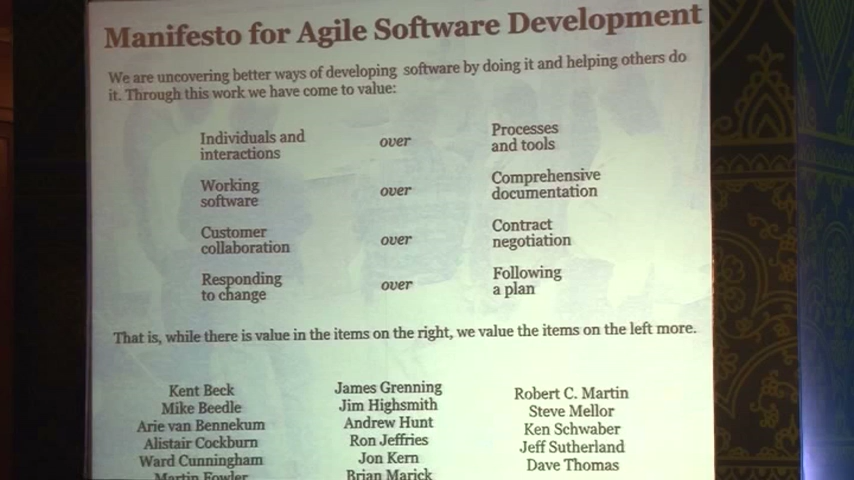 Manifesto for Agile Software Development
We are uncovering better ways of developing software by doing it and helping others do
it. Through this work we have come to value:
Individuals and
interactions
over
Processes
and tools
Working
software
over
Comprehensive
documentation
Customer
collaboration
over
Contract
negotiation
Responding
to change
over
Following
a plan
That is, while there is value in the items on the right, we value the items on the left more.
Kent Beck
Mike Beedle
Arie van Bennekum
Alistair Cockburn
Ward Cunningham
Martin Fowler
James Grenning
Jim Highsmith
Andrew Hunt
Ron Jeffries
Jon Kern
Brian Marick
Robert C. Martin
Steve Mellor
Ken Schwaber
Jeff Sutherland
Dave Thomas